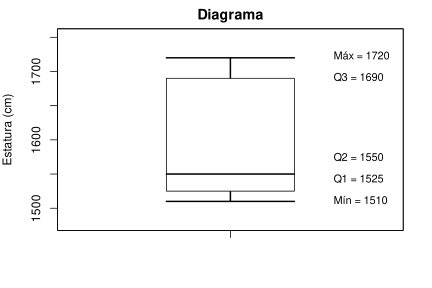 Diagrama
Estatura (cm)
1700
1600
1500
Máx = 1720
Q3 = 1690
Q2 = 1550
Q1 = 1525
Mín = 1510